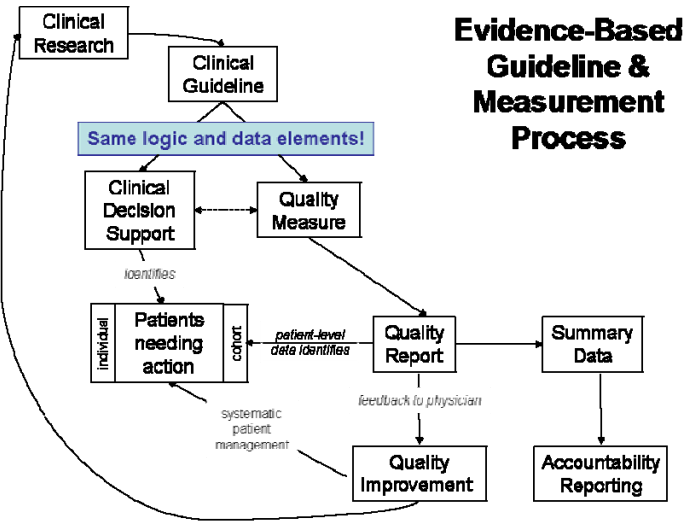 Evidence-Based
Guideline &
Measurement
Process
Clinical
Research
Clinical
Guideline
Same logic and data elements!
Clinical
Decision
Support
Quality
Measure
identifies
individual
Patients
needing
action
cohort
patient-level
data identifies
Quality
Report
Summary
Data
feedback to physician
systematic
patient
management
Quality
Improvement
Accountability
Reporting